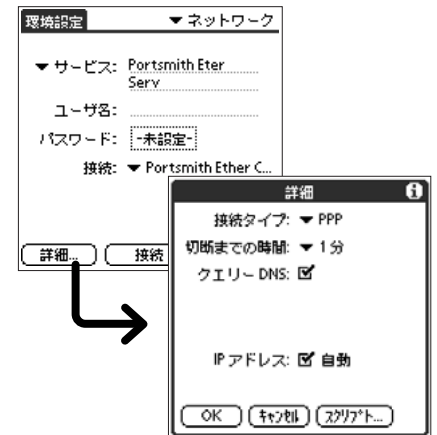 環境設定 ▼ ネットワーク
▼ サービス: Portsmith Eter
Serv
ユーザ名:
パスワード: -未設定-
接続: ▼ Portsmith Ether C...
詳細... 接続
詳細
接続タイプ: ▼ PPP
切断までの時間: ▼ 1 分
クエリー DNS:
IP アドレス: 自動
OK キャンセル スクリプト...